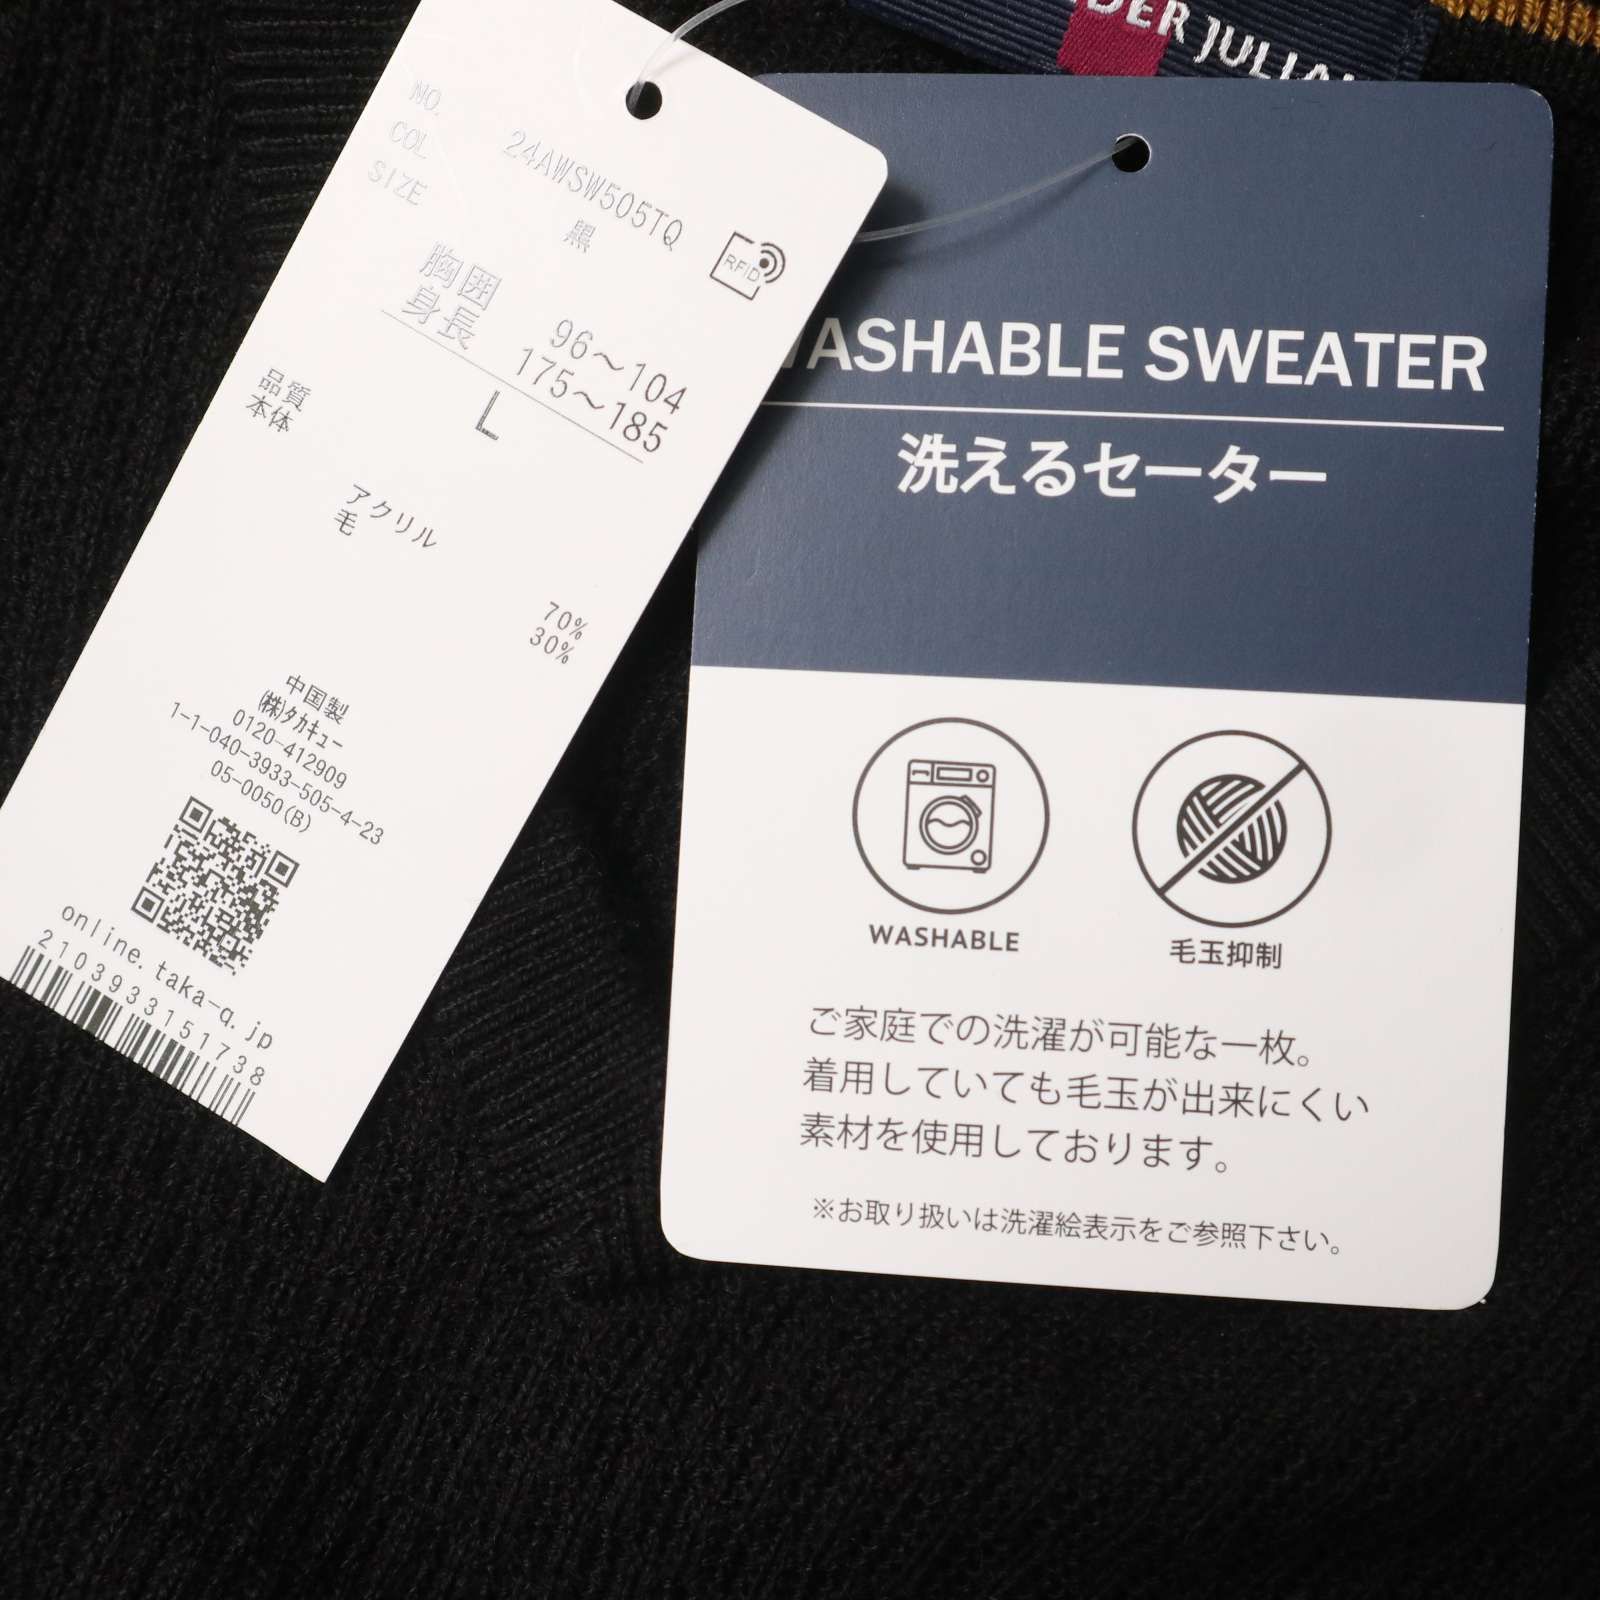 DER JULIA
NO. 24AWSW505TQ
COL 黒
SIZE
RFID
胸囲 96～104
身長 175～185
L
品質
本体
アクリル 70%
毛 30%
中国製
㈱タカキュー
0120-412909
1-1-040-3933-505-4-23
05-0050(B)
online.taka-q.jp
2103933151738
WASHABLE SWEATER
洗えるセーター
WASHABLE
毛玉抑制
ご家庭での洗濯が可能な一枚。
着用していても毛玉が出来にくい
素材を使用しております。
※お取り扱いは洗濯絵表示をご参照下さい。